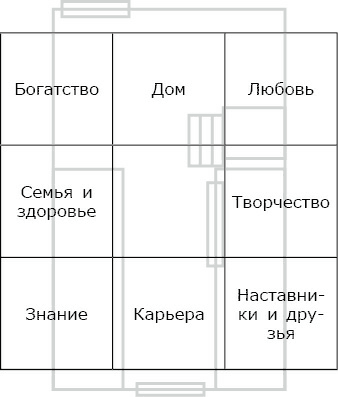 Богатство
Дом
Любовь
Семья и
здоровье
Творчество
Знание
Карьера
Наставни-
ки и дру-
зья